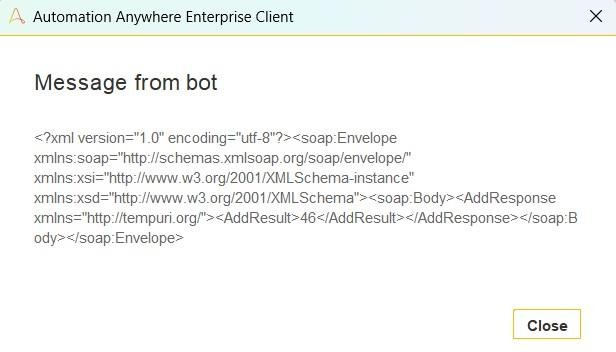 Automation Anywhere Enterprise Client
Message from bot
<?xml version="1.0" encoding="utf-8"?><soap:Envelope
xmlns:soap="http://schemas.xmlsoap.org/soap/envelope/"
xmlns:xsi="http://www.w3.org/2001/XMLSchema-instance"
xmlns:xsd="http://www.w3.org/2001/XMLSchema"><soap:Body><AddResponse
xmlns="http://tempuri.org/"><AddResult>46</AddResult></AddResponse></soap:B
ody></soap:Envelope>
Close